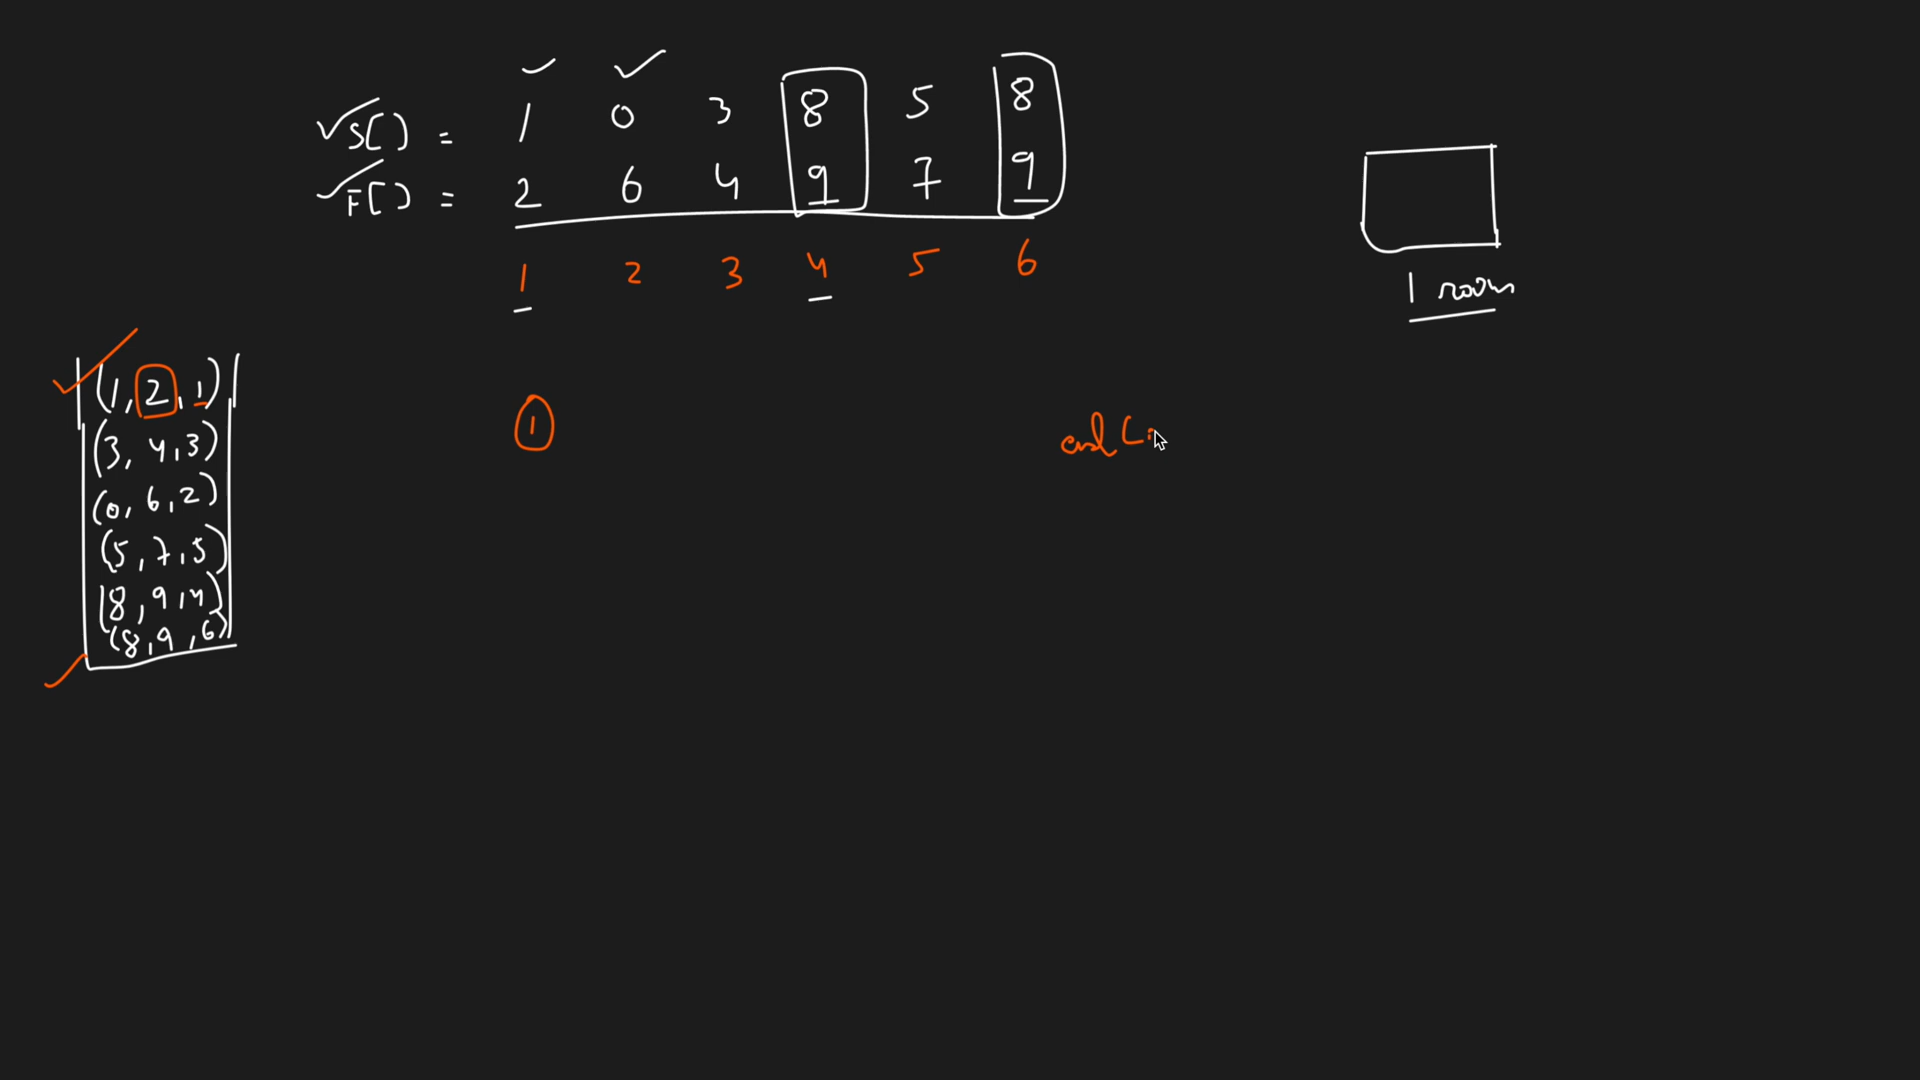 S[] = 1 0 3 8 5 8
F[] = 2 6 4 9 7 9
1 2 3 4 5 6
1 room
(1, 2, 1)
(3, 4, 3)
(0, 6, 2)
(5, 7, 5)
(8, 9, 4)
(8, 9, 6)
1
end L